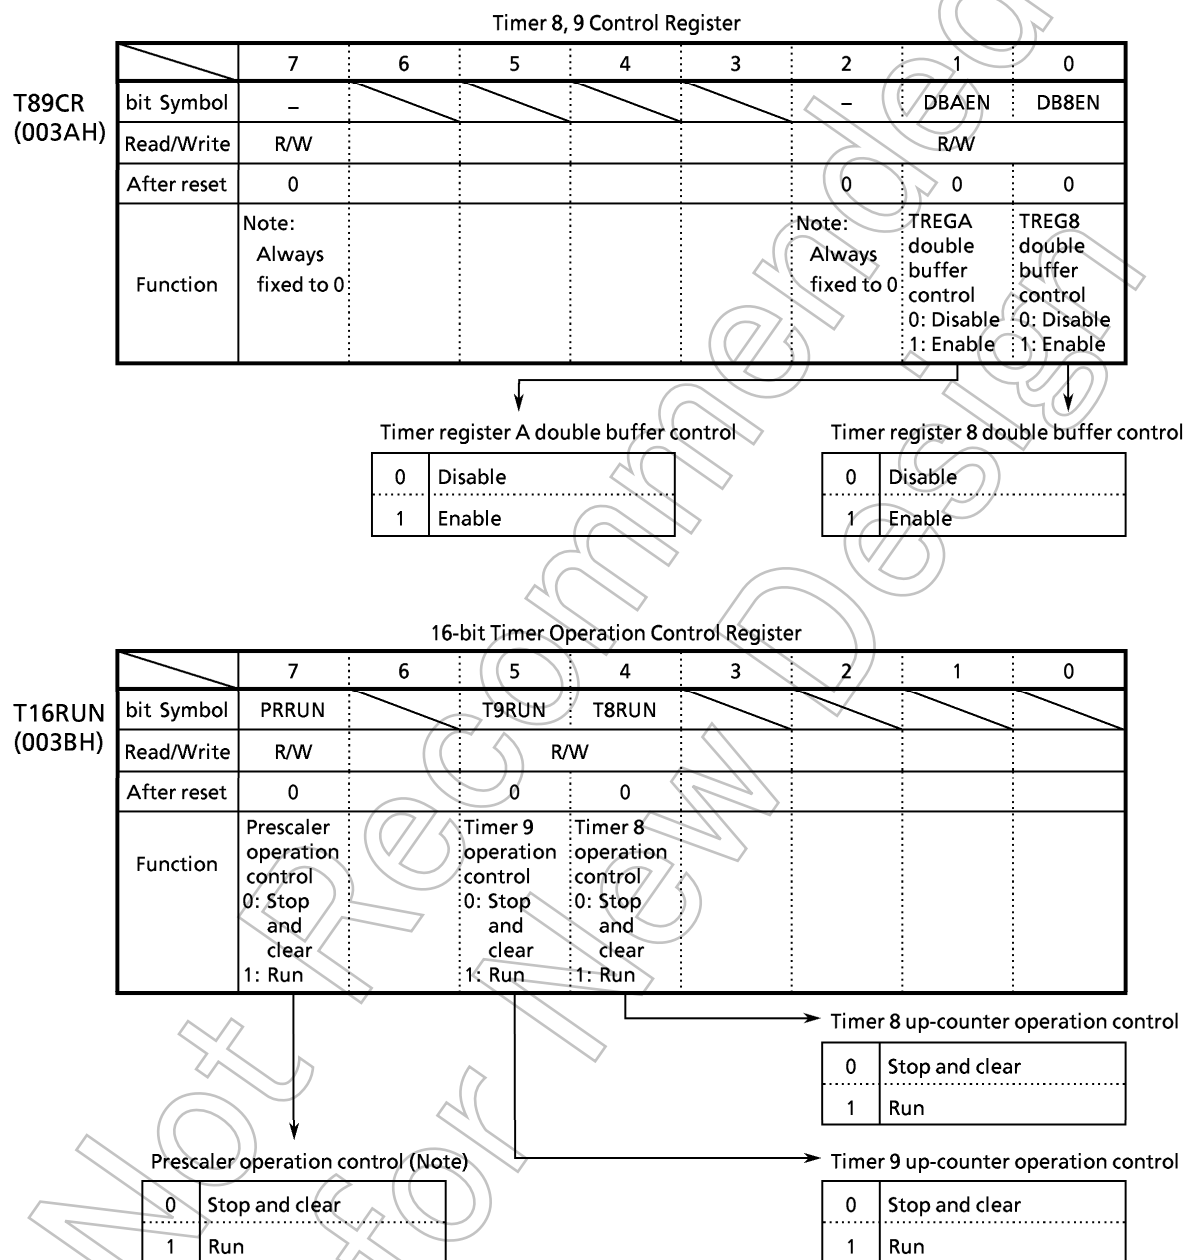 Timer 8, 9 Control Register
7 6 5 4 3 2 1 0
T89CR
(003AH)
bit Symbol – – DBAEN DB8EN
Read/Write R/W R/W
After reset 0 0 0 0
Function
Note:
Always
fixed to 0
Note:
Always
fixed to 0
TREGA
double
buffer
control
0: Disable
1: Enable
TREG8
double
buffer
control
0: Disable
1: Enable
Timer register A double buffer control
0 Disable
1 Enable
Timer register 8 double buffer control
0 Disable
1 Enable
16-bit Timer Operation Control Register
7 6 5 4 3 2 1 0
T16RUN
(003BH)
bit Symbol PRRUN T9RUN T8RUN
Read/Write R/W R/W
After reset 0 0 0
Function
Prescaler
operation
control
0: Stop
and
clear
1: Run
Timer 9
operation
control
0: Stop
and
clear
1: Run
Timer 8
operation
control
0: Stop
and
clear
1: Run
Timer 8 up-counter operation control
0 Stop and clear
1 Run
Prescaler operation control (Note)
0 Stop and clear
1 Run
Timer 9 up-counter operation control
0 Stop and clear
1 Run
Not Recommended
for New Design